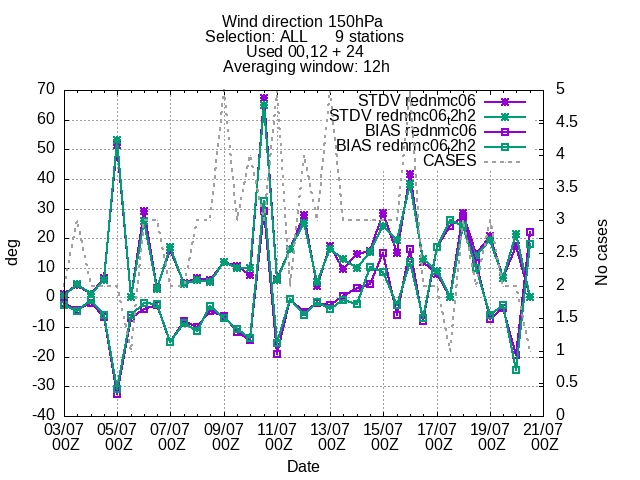 Wind direction 150hPa
Selection: ALL 9 stations
Used 00,12 + 24
Averaging window: 12h
STDV rednmc06
STDV rednmc06,2h2
BIAS rednmc06
BIAS rednmc06,2h2
CASES
70
60
50
40
30
20
10
0
-10
-20
-30
-40
deg
5
4.5
4
3.5
3
2.5
2
1.5
1
0.5
0
No cases
03/07 05/07 07/07 09/07 11/07 13/07 15/07 17/07 19/07 21/07
00Z 00Z 00Z 00Z 00Z 00Z 00Z 00Z 00Z 00Z
Date